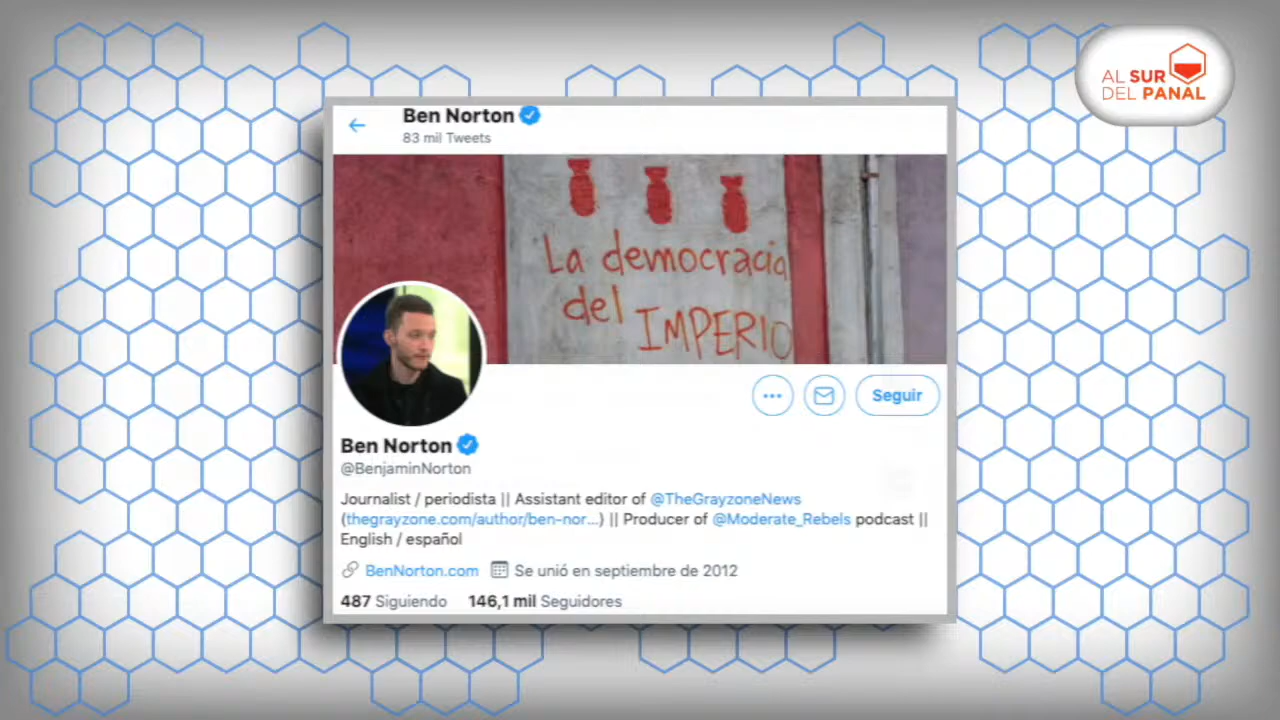 AL SUR
DEL PANAL
Ben Norton
83 mil Tweets
La democracia
del IMPERIO
Seguir
Ben Norton
@BenjaminNorton
Journalist / periodista || Assistant editor of @TheGrayzoneNews
(thegrayzone.com/author/ben-nor...) || Producer of @Moderate_Rebels podcast ||
English / español
BenNorton.com Se unió en septiembre de 2012
487 Siguiendo 146,1 mil Seguidores